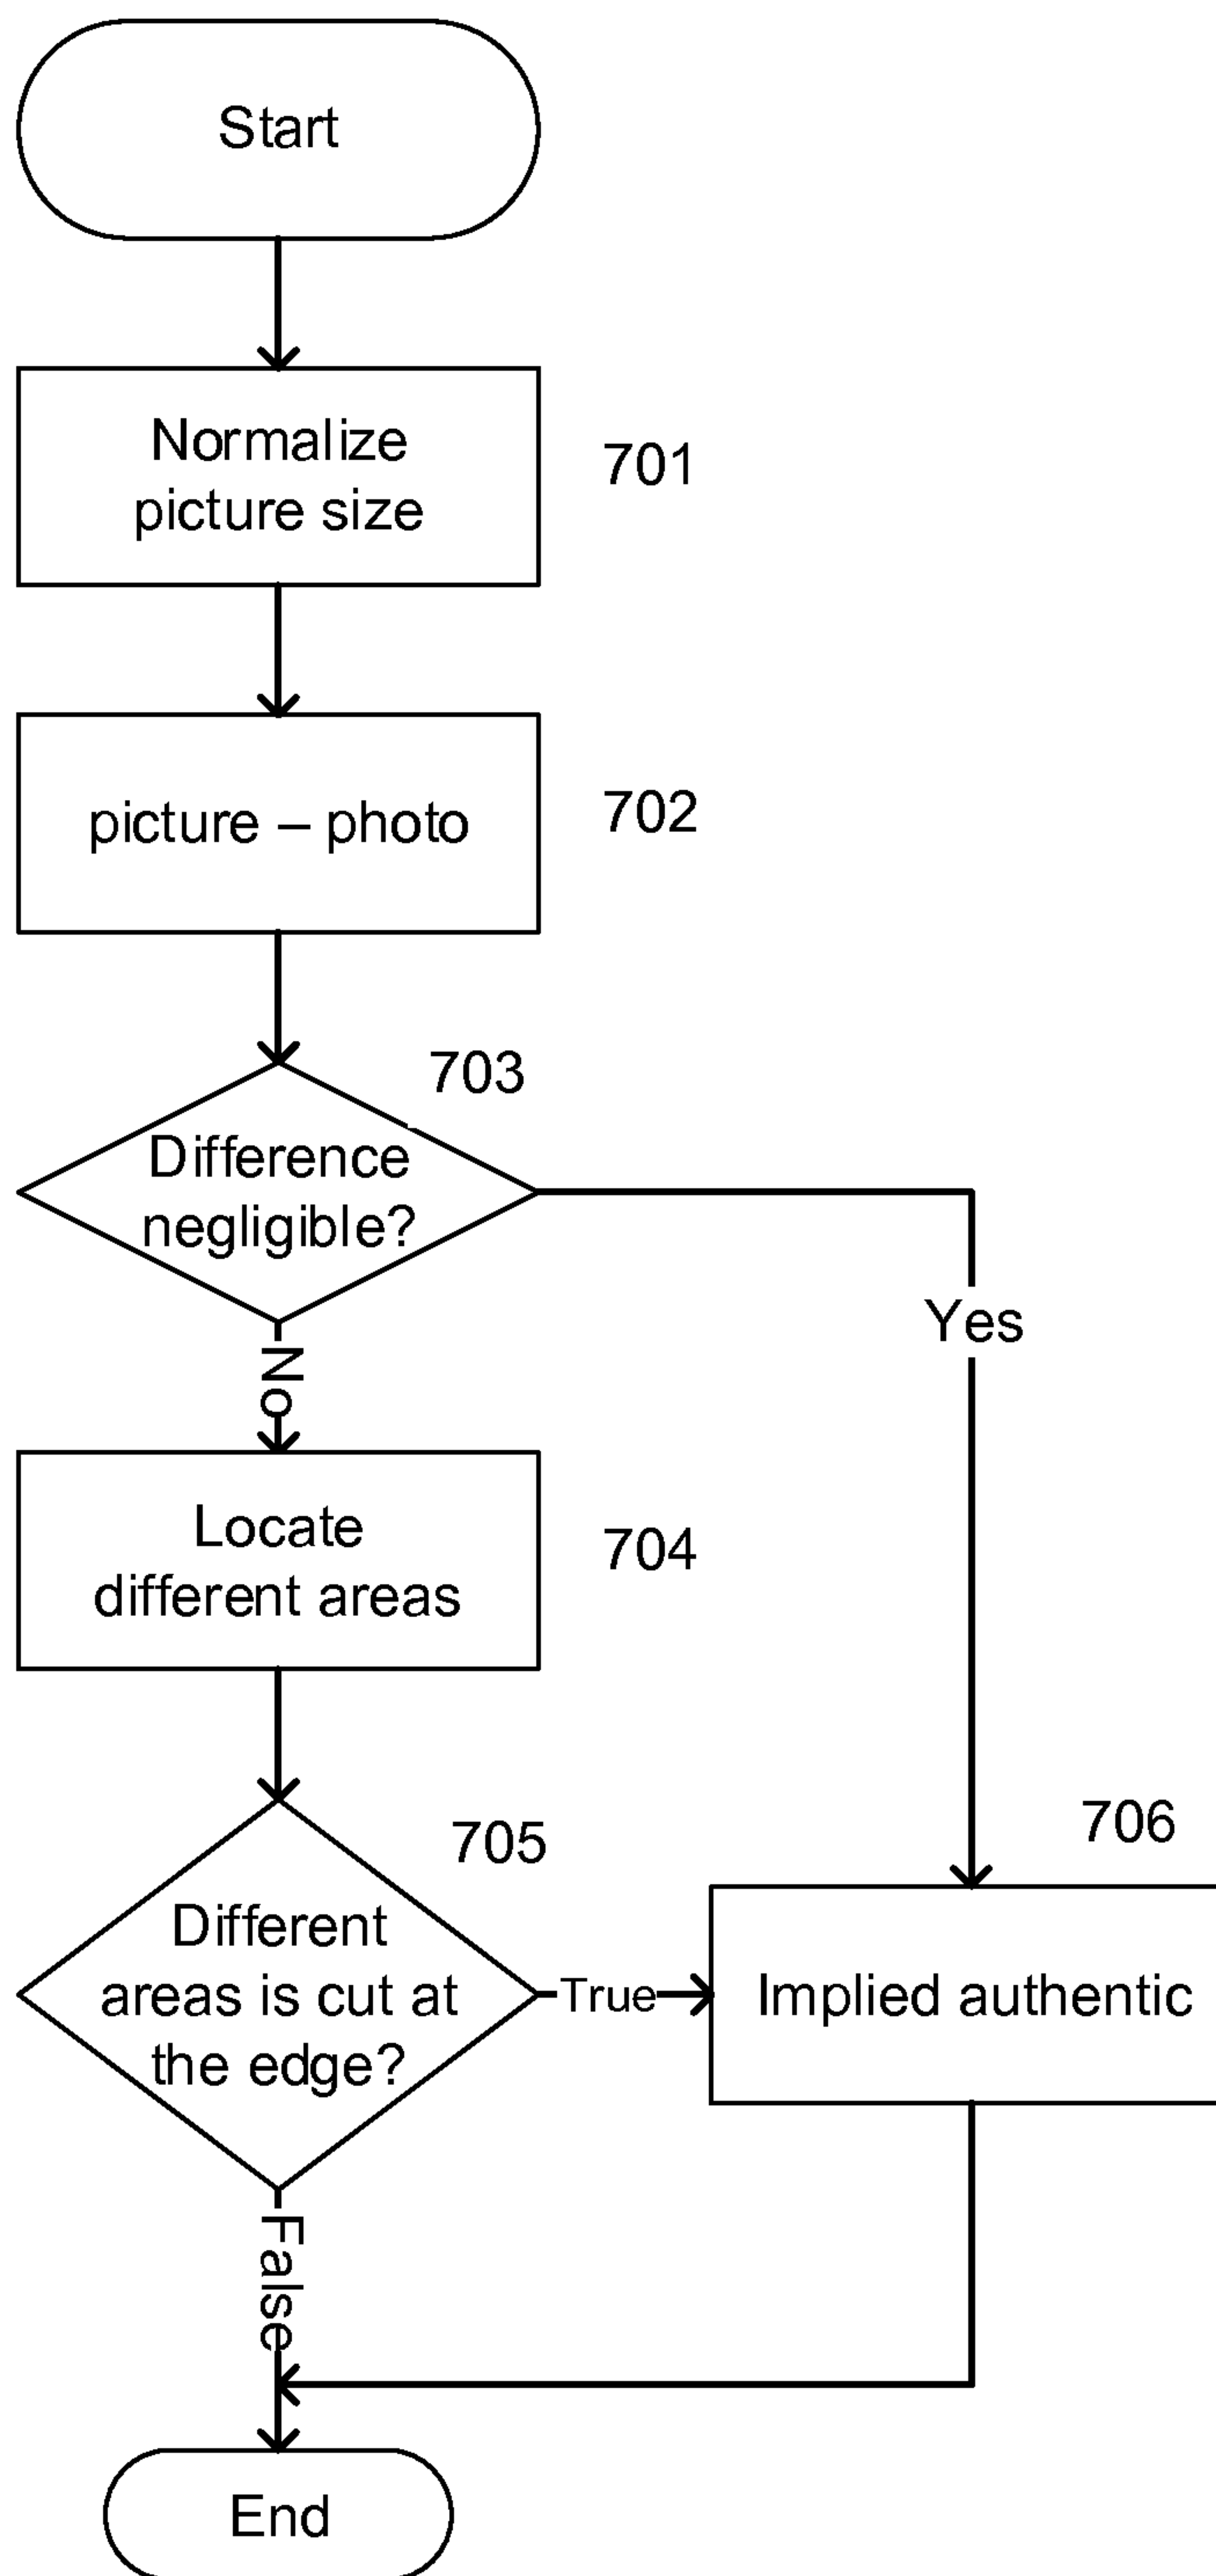 Start
Normalize
picture size
701
picture – photo
702
703
Difference
negligible?
Yes
No
Locate
different areas
704
705
706
Different
areas is cut at
the edge?
True
Implied authentic
False
End